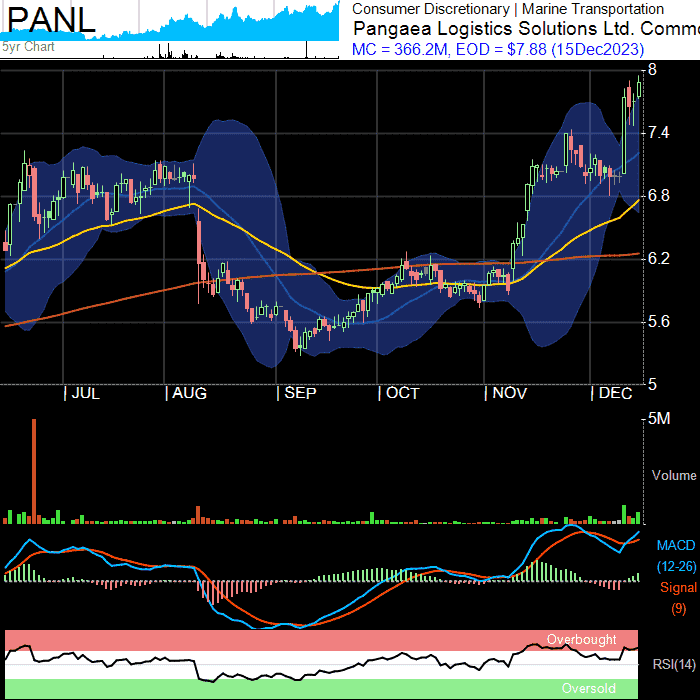 PANL
5yr Chart
Consumer Discretionary | Marine Transportation
Pangaea Logistics Solutions Ltd. Commo
MC = 366.2M, EOD = $7.88 (15Dec2023)
8
7.4
6.8
6.2
5.6
5
| JUL | AUG | SEP | OCT | NOV | DEC
5M
Volume
MACD
(12-26)
Signal
(9)
Overbought
RSI(14)
Oversold